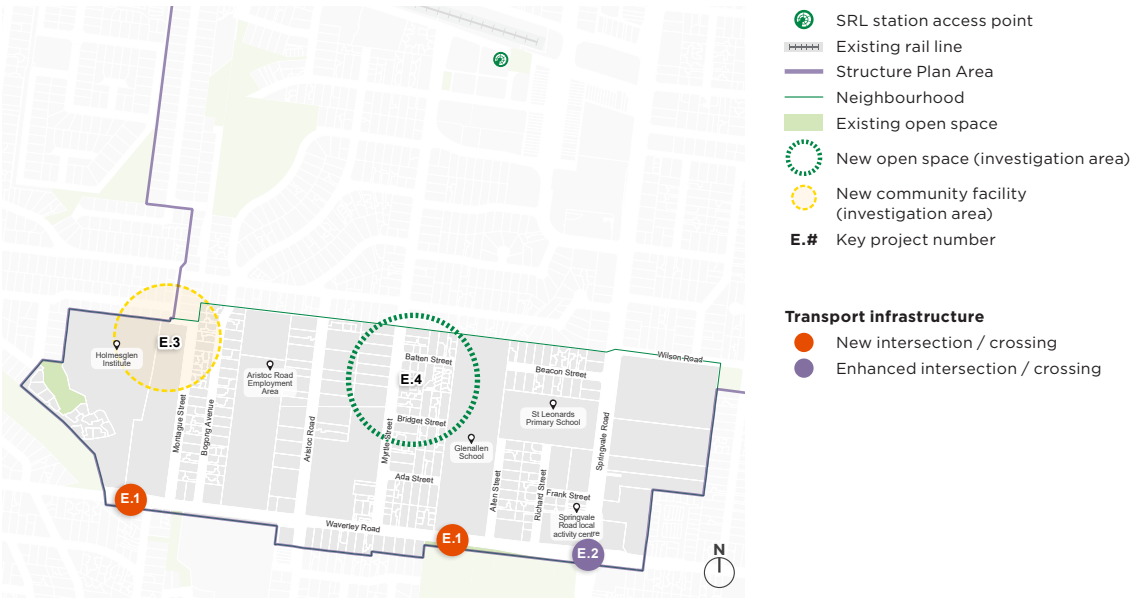 SRL station access point
Existing rail line
Structure Plan Area
Neighbourhood
Existing open space
New open space (investigation area)
New community facility
(investigation area)
E.# Key project number
Transport infrastructure
New intersection / crossing
Enhanced intersection / crossing
E.3
Holmesglen
Institute
Montague Street
Bogong Avenue
Aristoc Road
Employment
Area
Aristoc Road
Batten Street
E.4
Bridget Street
Myrtle Street
Ada Street
Glenallen
School
Wilson Road
Beacon Street
St Leonards
Primary School
Springvale Road
Allen Street
Richard Street
Frank Street
Springvale
Road local
activity centre
E.1
Waverley Road
E.1
E.2
N